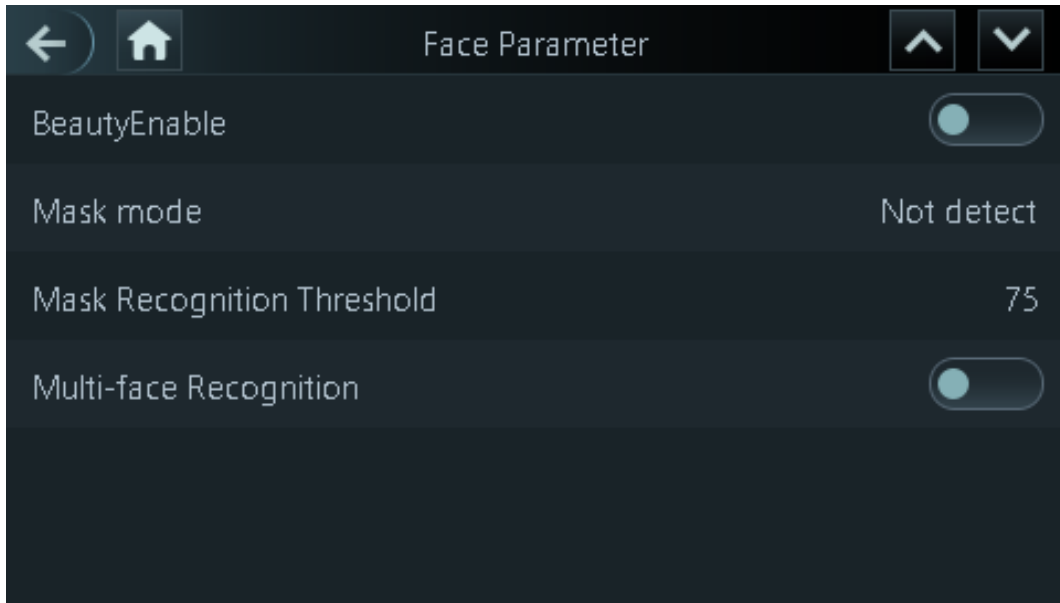 Face Parameter
BeautyEnable
Mask mode Not detect
Mask Recognition Threshold 75
Multi-face Recognition